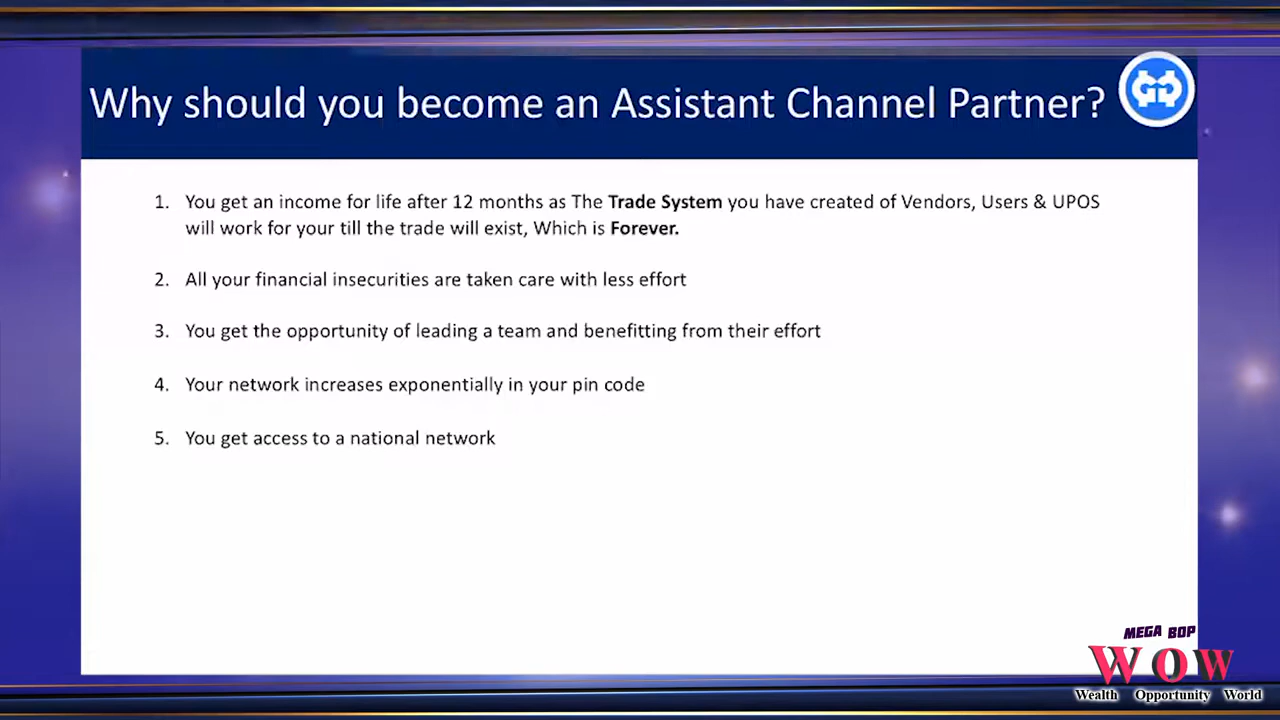 Why should you become an Assistant Channel Partner?
1. You get an income for life after 12 months as The Trade System you have created of Vendors, Users & UPOS
will work for your till the trade will exist, Which is Forever.
2. All your financial insecurities are taken care with less effort
3. You get the opportunity of leading a team and benefitting from their effort
4. Your network increases exponentially in your pin code
5. You get access to a national network
MEGA BOP
WOW
Wealth Opportunity World